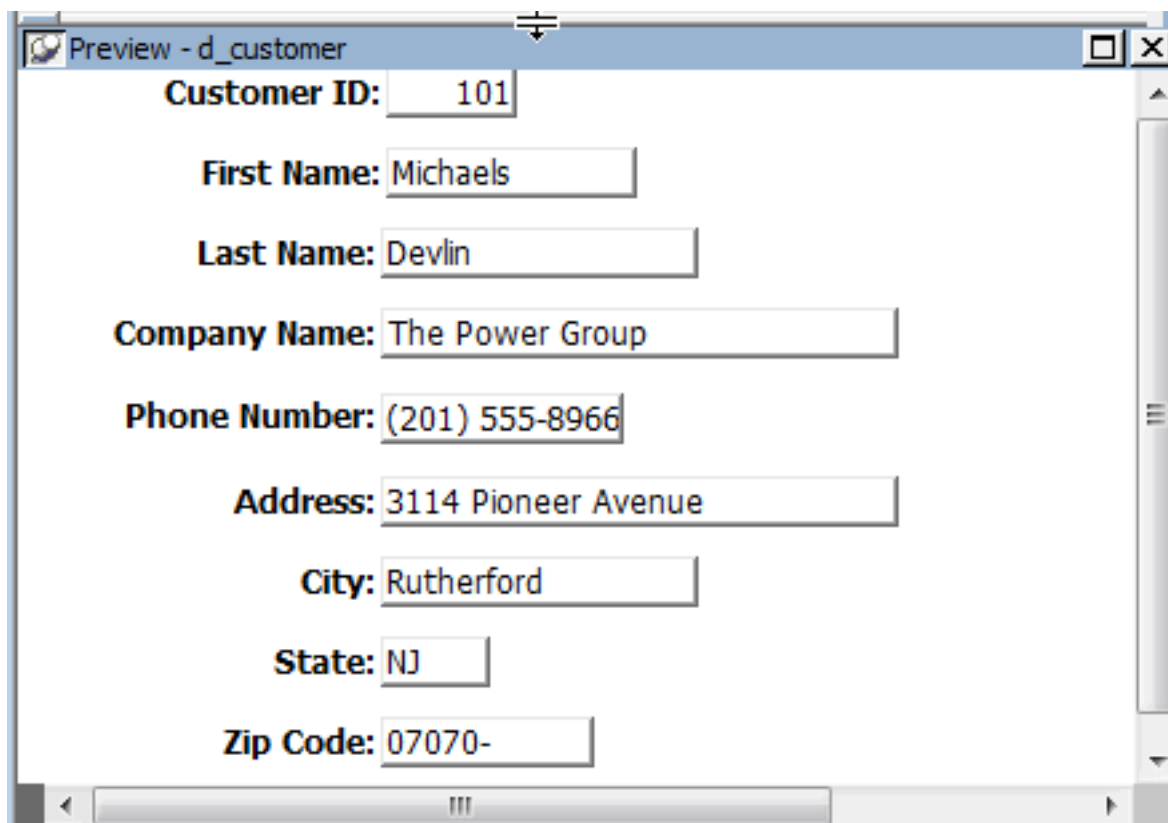 Preview - d_customer
Customer ID: 101
First Name: Michaels
Last Name: Devlin
Company Name: The Power Group
Phone Number: (201) 555-8966
Address: 3114 Pioneer Avenue
City: Rutherford
State: NJ
Zip Code: 07070-